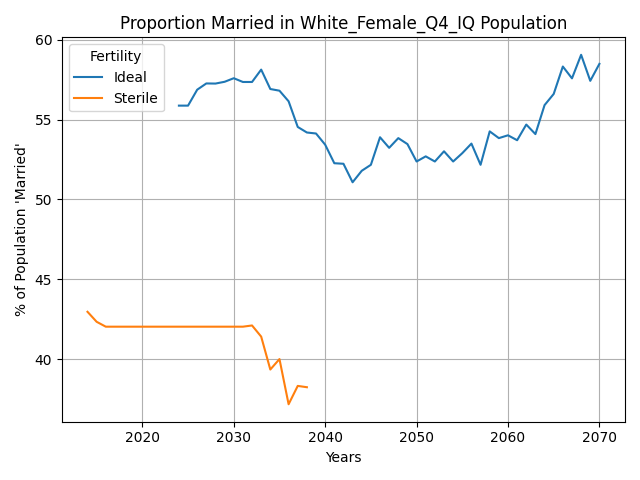 Proportion Married in White_Female_Q4_IQ Population
% of Population 'Married'
60
55
50
45
40
Fertility
Ideal
Sterile
2020 2030 2040 2050 2060 2070
Years